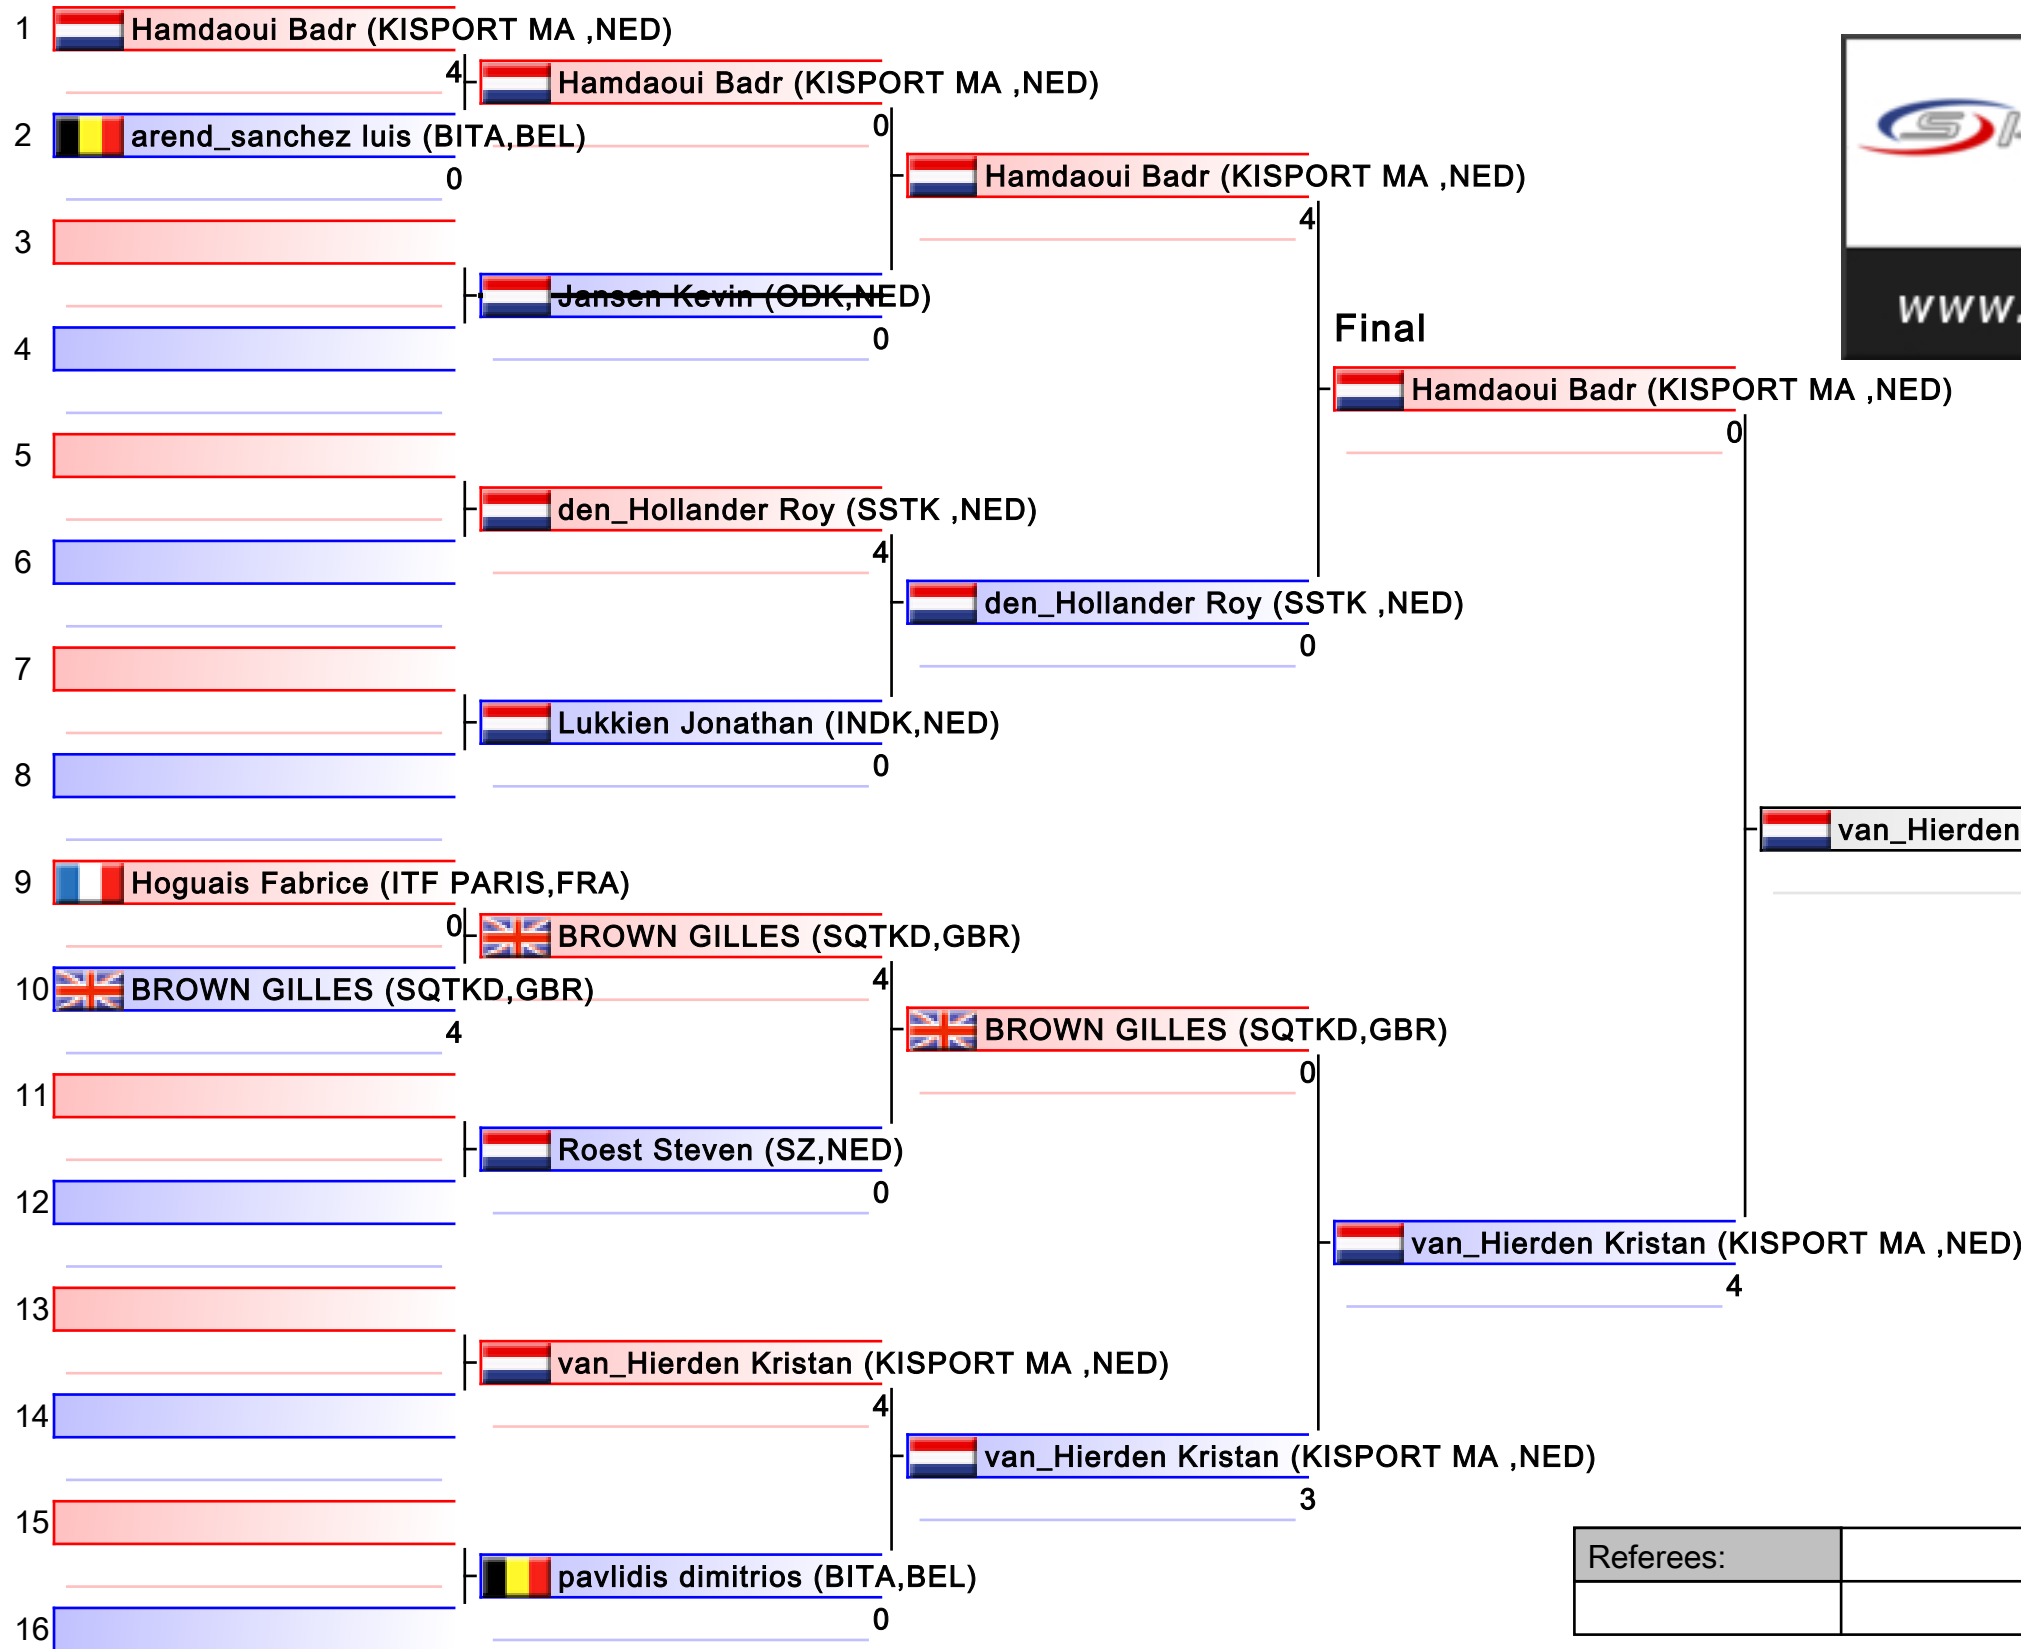 1 Hamdaoui Badr (KISPORT MA ,NED)
4
Hamdaoui Badr (KISPORT MA ,NED)
0
2 arend_sanchez luis (BITA,BEL)
0
Hamdaoui Badr (KISPORT MA ,NED)
4
3
Jansen Kevin (ODK,NED)
0
4
Final
Hamdaoui Badr (KISPORT MA ,NED)
0
5
den_Hollander Roy (SSTK ,NED)
4
6
den_Hollander Roy (SSTK ,NED)
0
7
Lukkien Jonathan (INDK,NED)
0
8
van_Hierden
9 Hoguais Fabrice (ITF PARIS,FRA)
0
BROWN GILLES (SQTKD,GBR)
4
10 BROWN GILLES (SQTKD,GBR)
4
BROWN GILLES (SQTKD,GBR)
0
11
Roest Steven (SZ,NED)
0
12
van_Hierden Kristan (KISPORT MA ,NED)
4
13
van_Hierden Kristan (KISPORT MA ,NED)
4
14
van_Hierden Kristan (KISPORT MA ,NED)
3
15
pavlidis dimitrios (BITA,BEL)
0
16
Referees:
www.